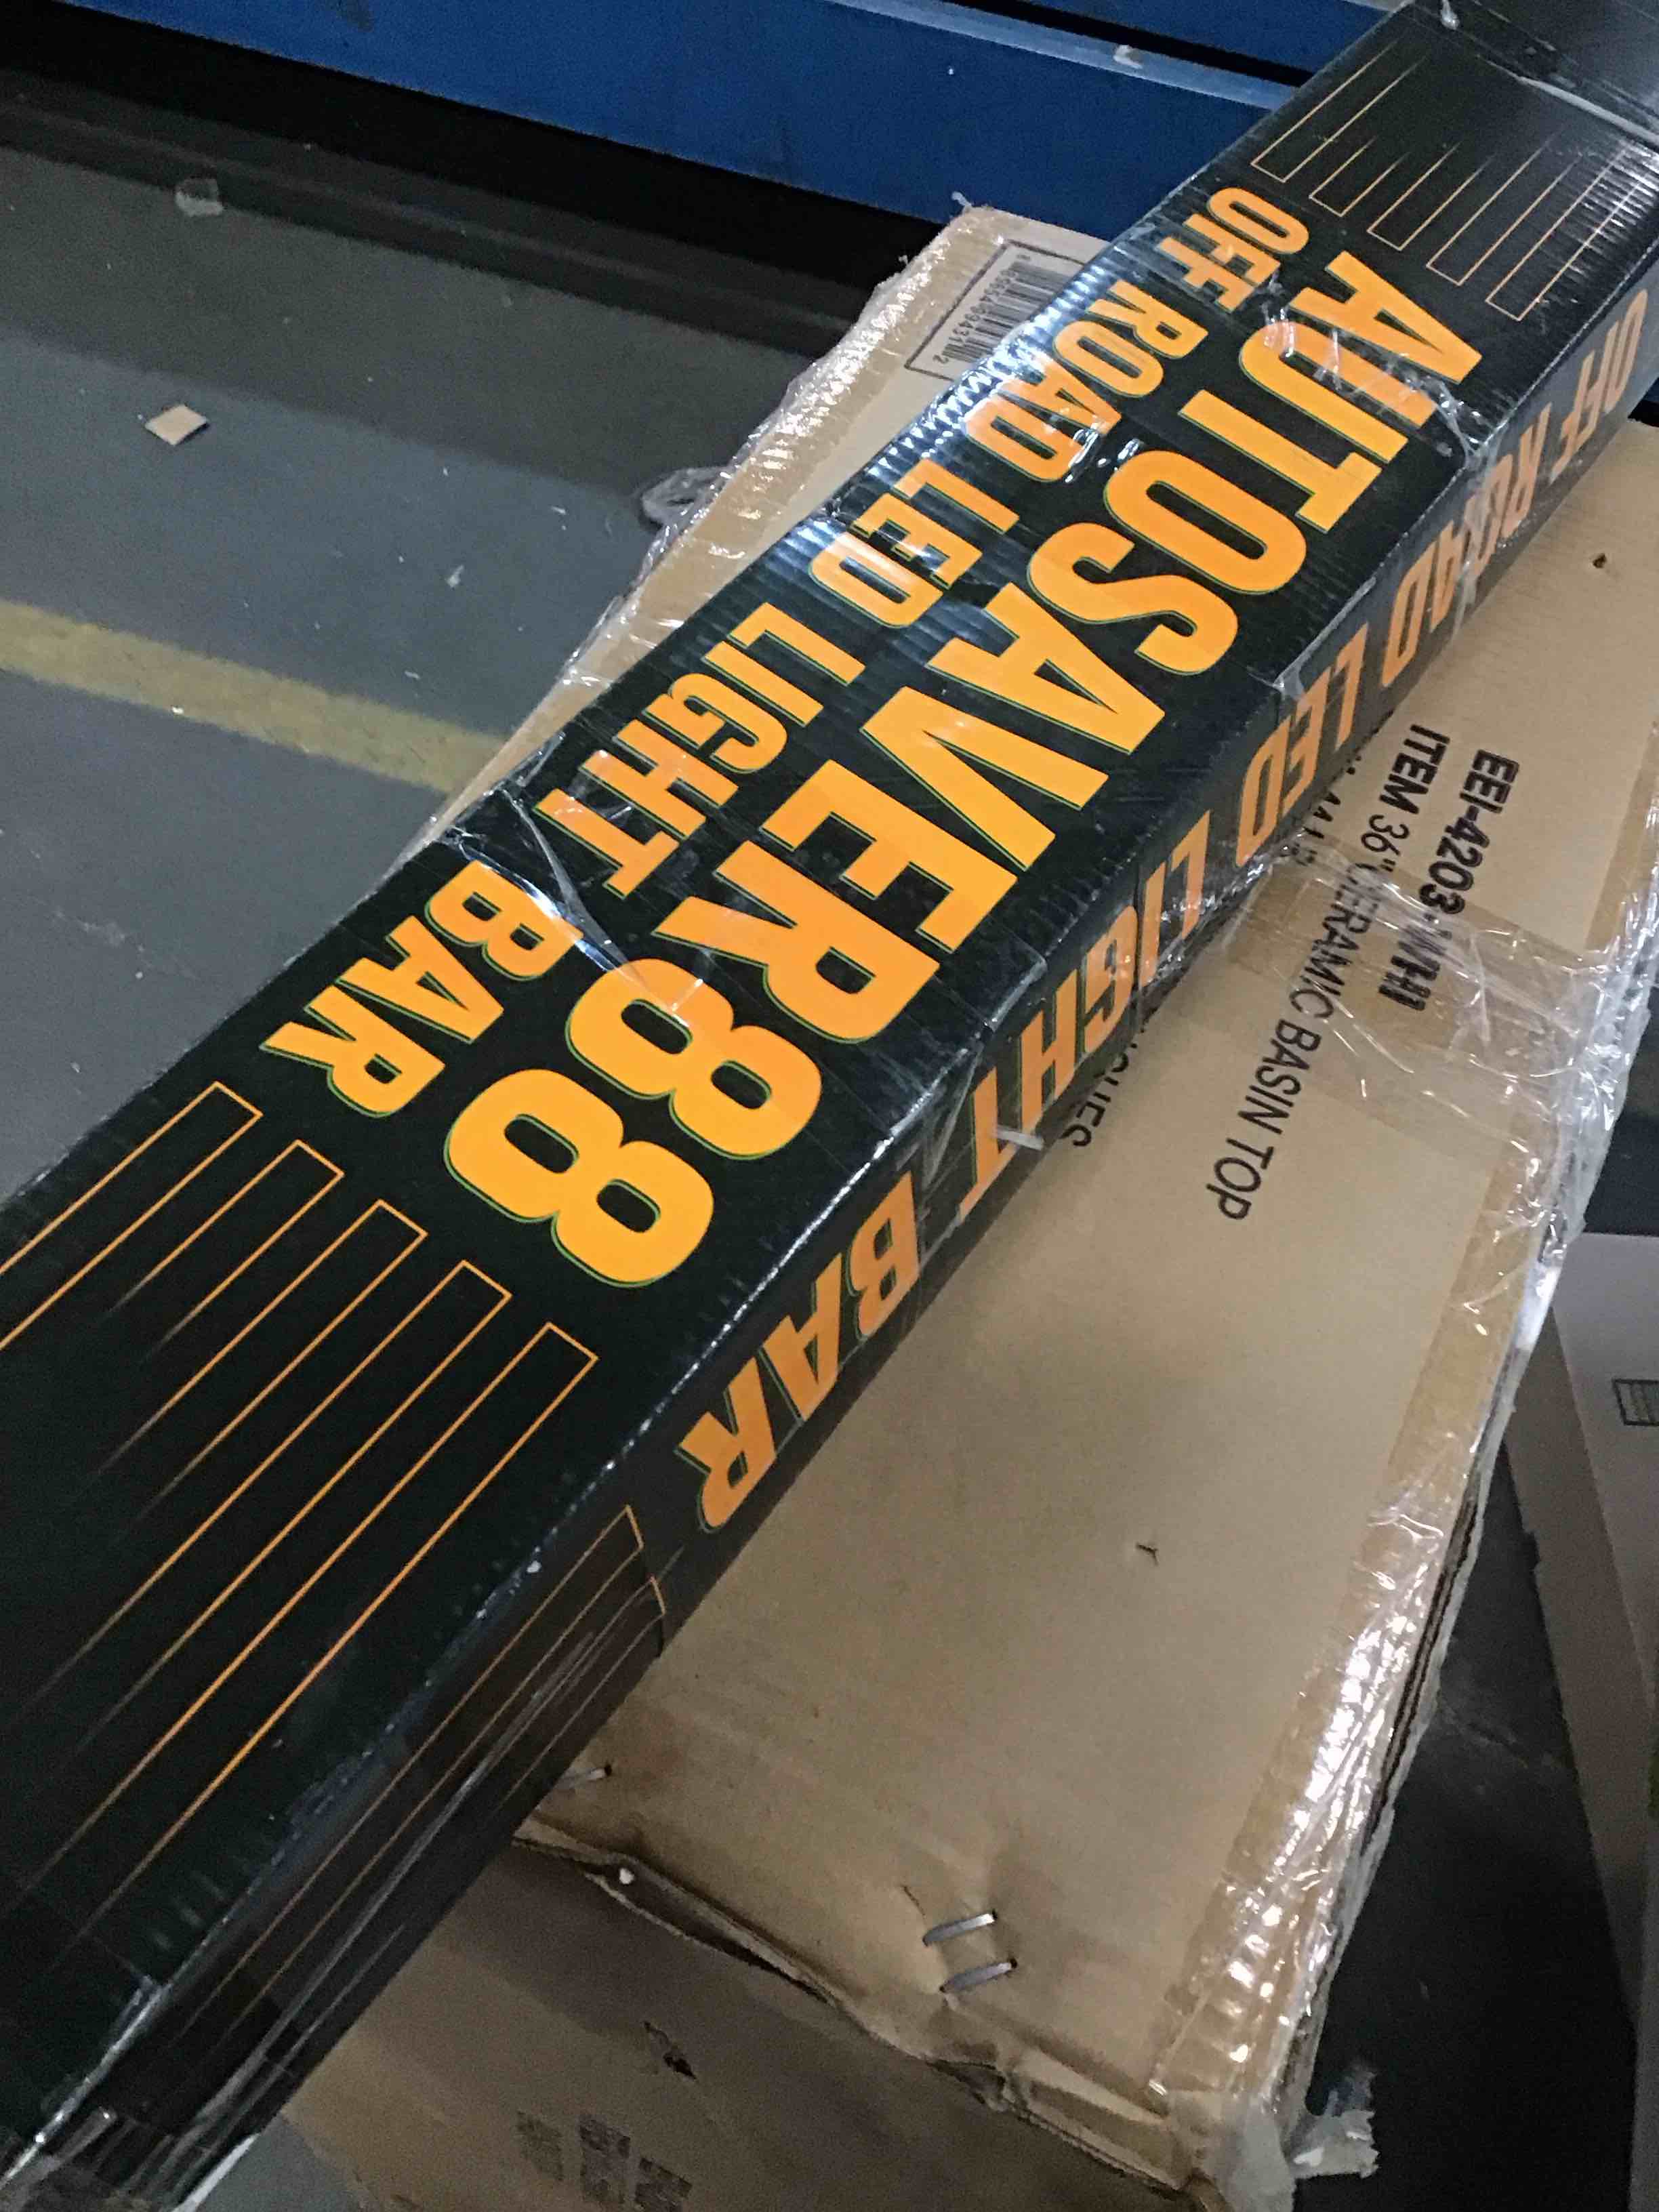 AUTOSAVER88
OFF ROAD LED LIGHT BAR
OFF ROAD LED LIGHT BAR
EEI-4203-WHI
ITEM 36" CERAMIC BASIN TOP